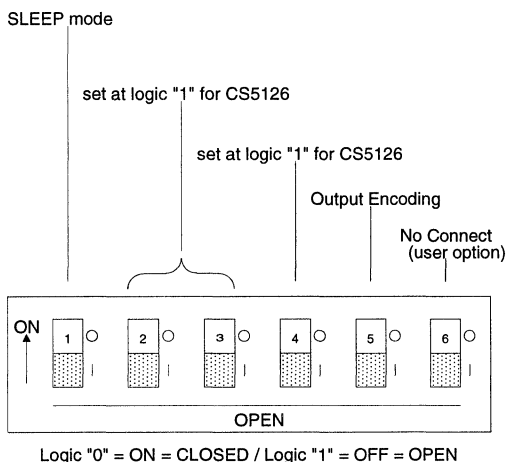 SLEEP mode
set at logic "1" for CS5126
set at logic "1" for CS5126
Output Encoding
No Connect
(user option)
ON
1 2 3 4 5 6
OPEN
Logic "0" = ON = CLOSED / Logic "1" = OFF = OPEN